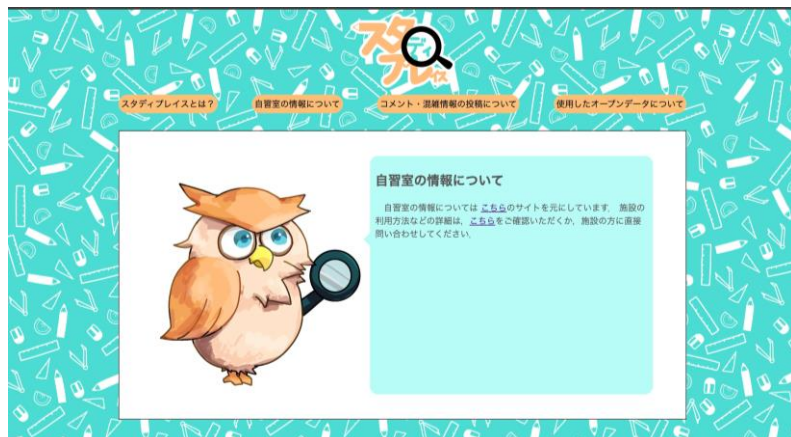 スタディ
プレイス
スタディプレイスとは？
自習室の情報について
コメント・混雑情報の投稿について
使用したオープンデータについて
自習室の情報について
自習室の情報については こちらのサイトを元にしています． 施設の
利用方法などの詳細は，こちらをご確認いただくか，施設の方に直接
問い合わせしてください．